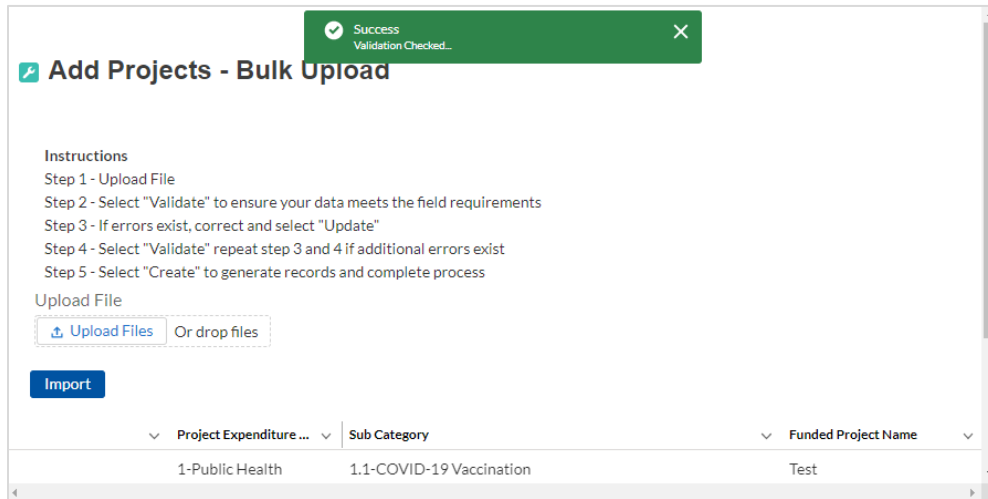 Success
Validation Checked...
Add Projects - Bulk Upload
Instructions
Step 1 - Upload File
Step 2 - Select "Validate" to ensure your data meets the field requirements
Step 3 - If errors exist, correct and select "Update"
Step 4 - Select "Validate" repeat step 3 and 4 if additional errors exist
Step 5 - Select "Create" to generate records and complete process
Upload File
Upload Files Or drop files
Import
Project Expenditure ... Sub Category Funded Project Name
1-Public Health 1.1-COVID-19 Vaccination Test